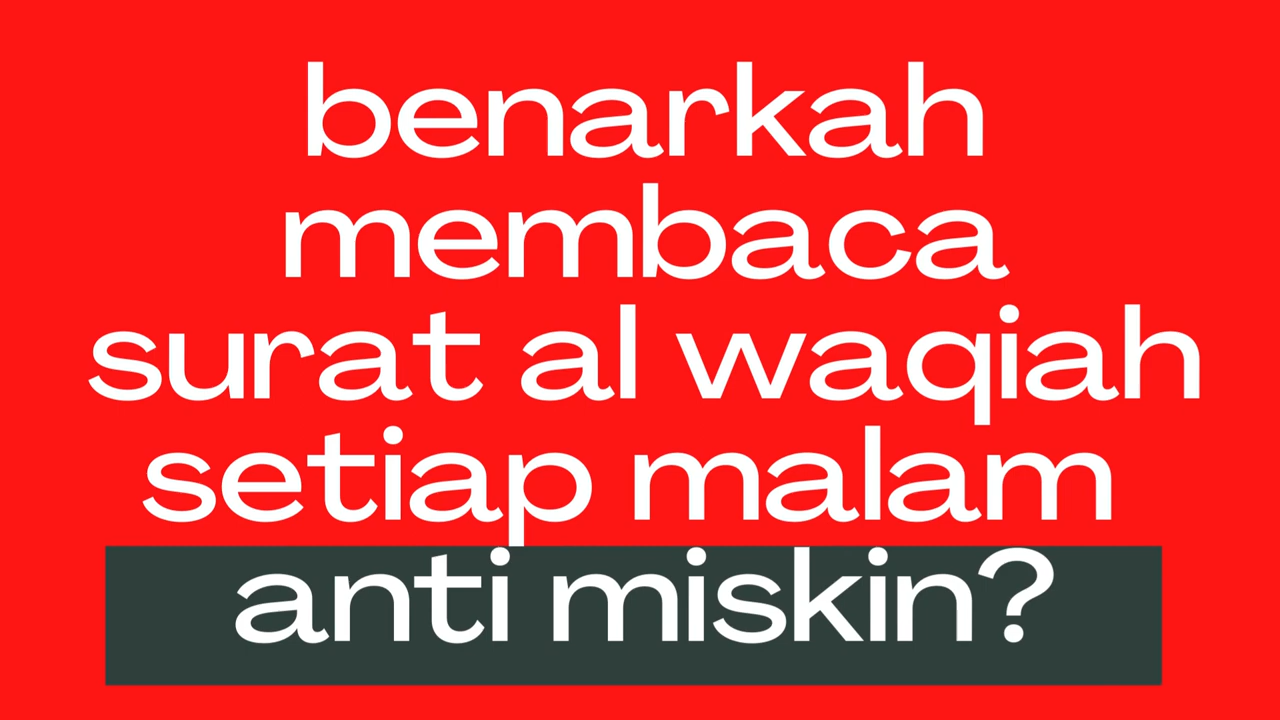 benarkah
membaca
surat al waqiah
setiap malam
anti miskin?